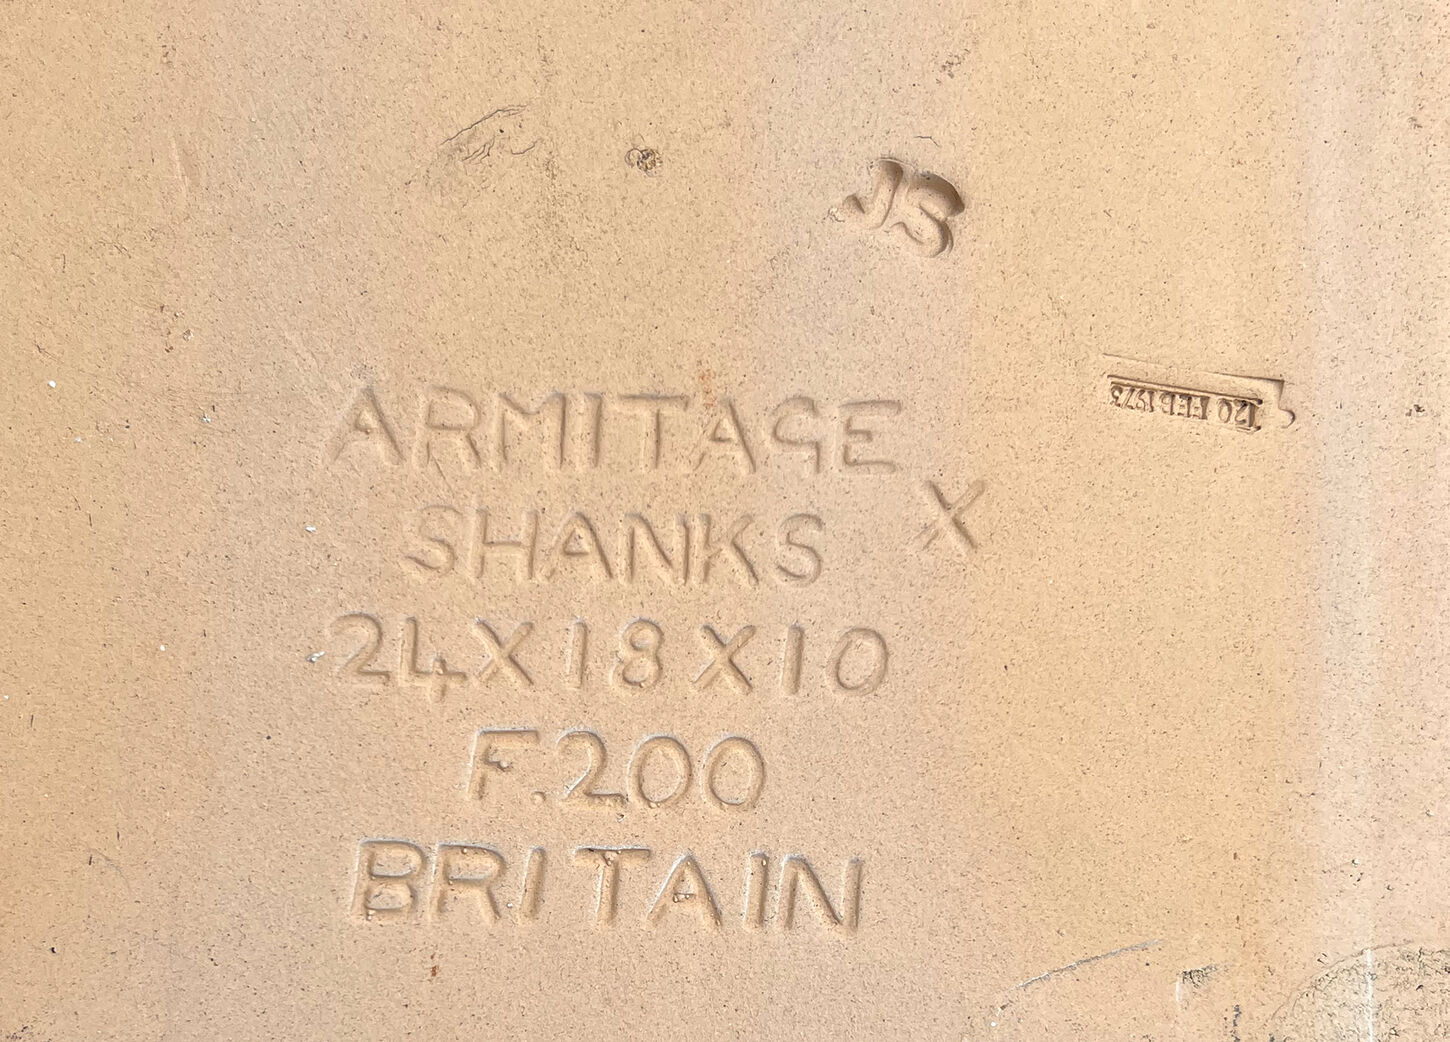 JS
20 FEB 1973
ARMITAGE
SHANKS X
24X18X10
F.200
BRITAIN